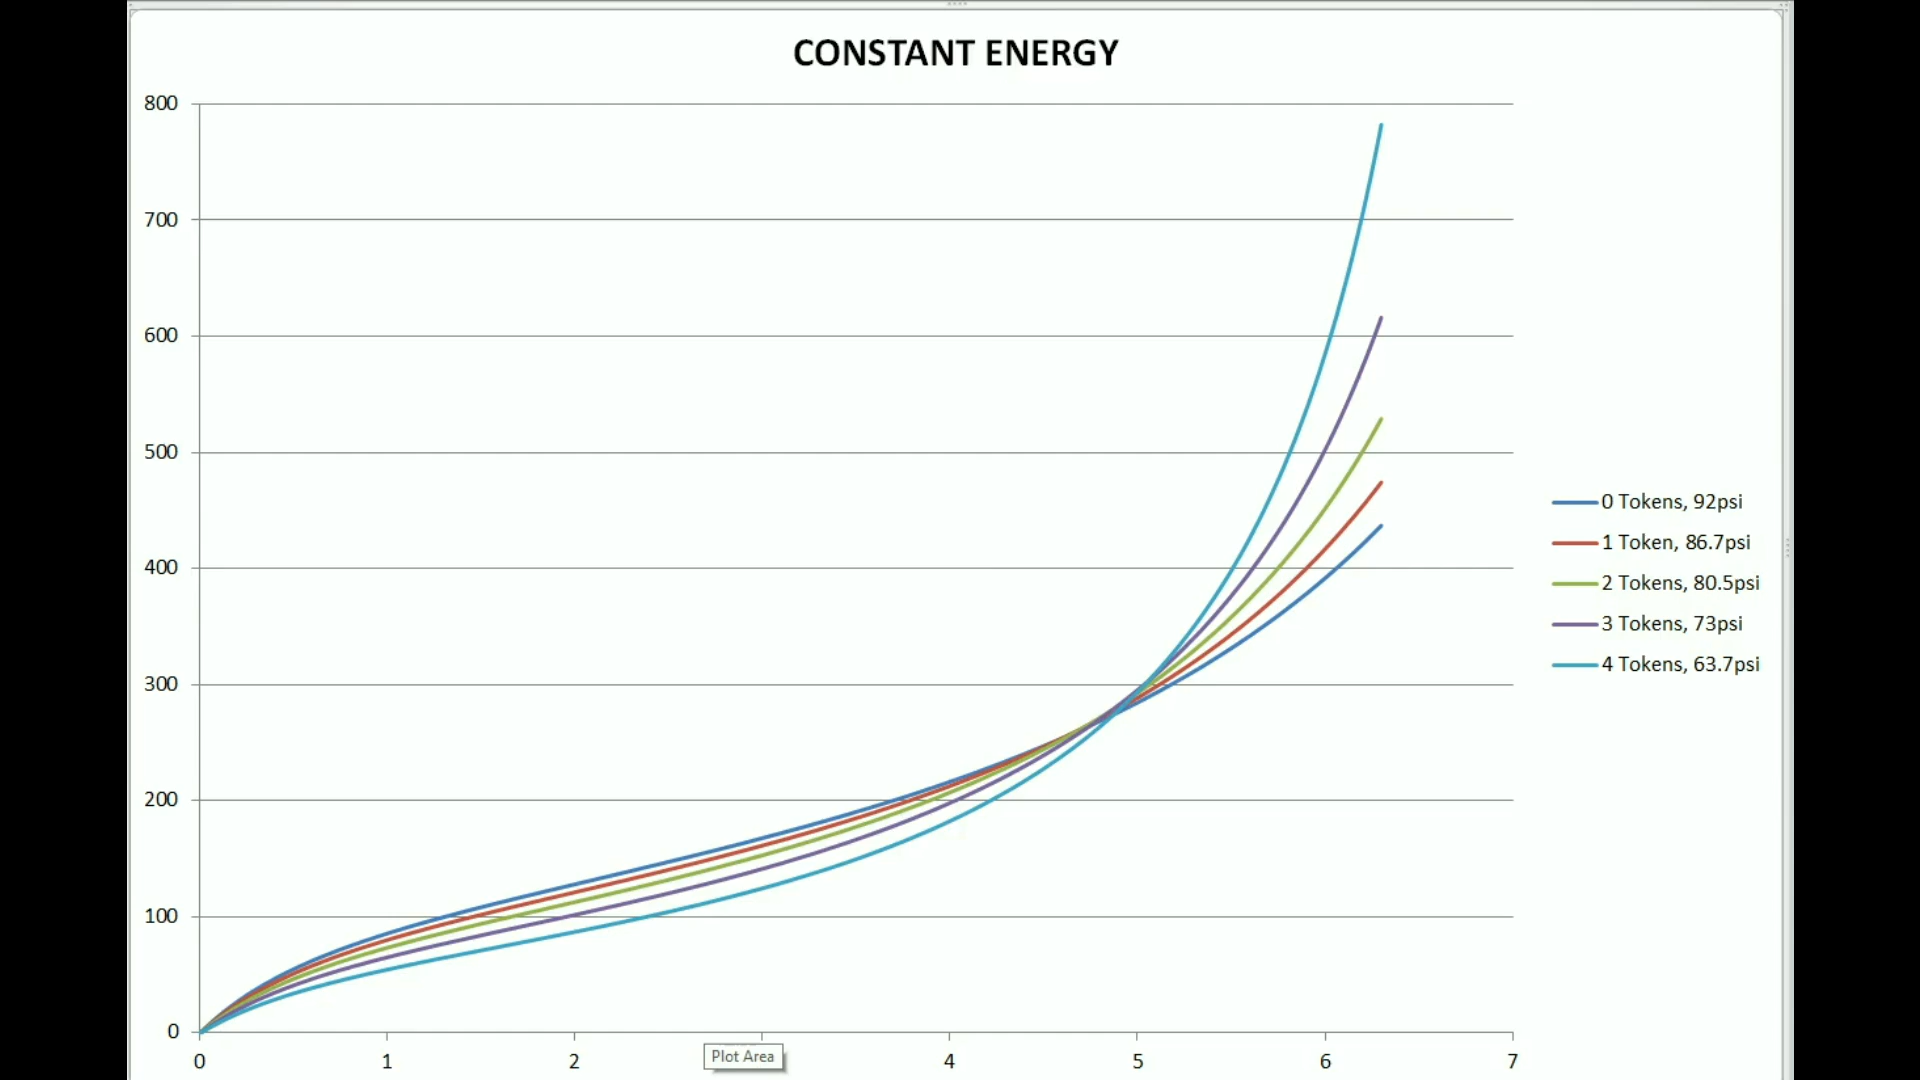 CONSTANT ENERGY
800
700
600
500
400
300
200
100
0
0 1 2 4 5 6 7
Plot Area
0 Tokens, 92psi
1 Token, 86.7psi
2 Tokens, 80.5psi
3 Tokens, 73psi
4 Tokens, 63.7psi